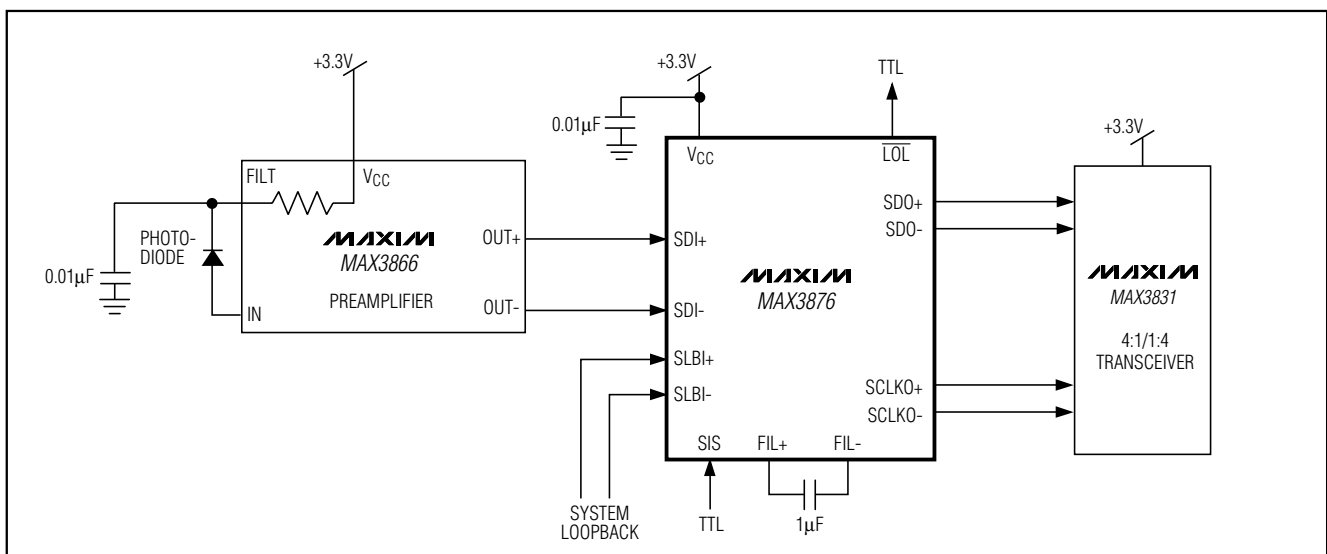 +3.3V
+3.3V
TTL
+3.3V
0.01µF
VCC
LOL
FILT
VCC
PHOTO-
DIODE
0.01µF
IN
MAXIM
MAX3866
PREAMPLIFIER
OUT+
OUT-
SDI+
SDI-
SLBI+
SLBI-
MAXIM
MAX3876
SDO+
SDO-
SCLKO+
SCLKO-
SIS
FIL+
FIL-
MAXIM
MAX3831
4:1/1:4
TRANSCEIVER
SYSTEM
LOOPBACK
TTL
1µF